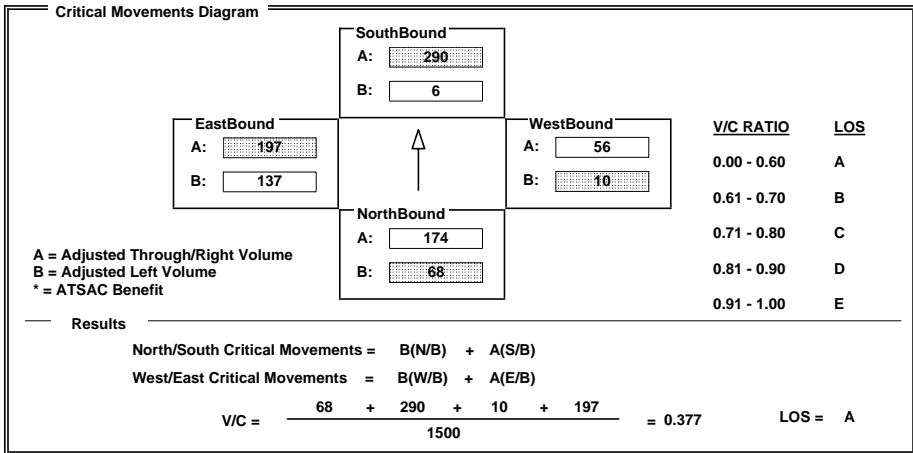 Critical Movements Diagram
SouthBound
A: 290
B: 6
EastBound
A: 197
B: 137
WestBound
A: 56
B: 10
NorthBound
A: 174
B: 68
V/C RATIO LOS
0.00 - 0.60 A
0.61 - 0.70 B
0.71 - 0.80 C
0.81 - 0.90 D
0.91 - 1.00 E
A = Adjusted Through/Right Volume
B = Adjusted Left Volume
* = ATSAC Benefit
Results
North/South Critical Movements = B(N/B) + A(S/B)
West/East Critical Movements = B(W/B) + A(E/B)
68 + 290 + 10 + 197
V/C = = 0.377 LOS = A
1500